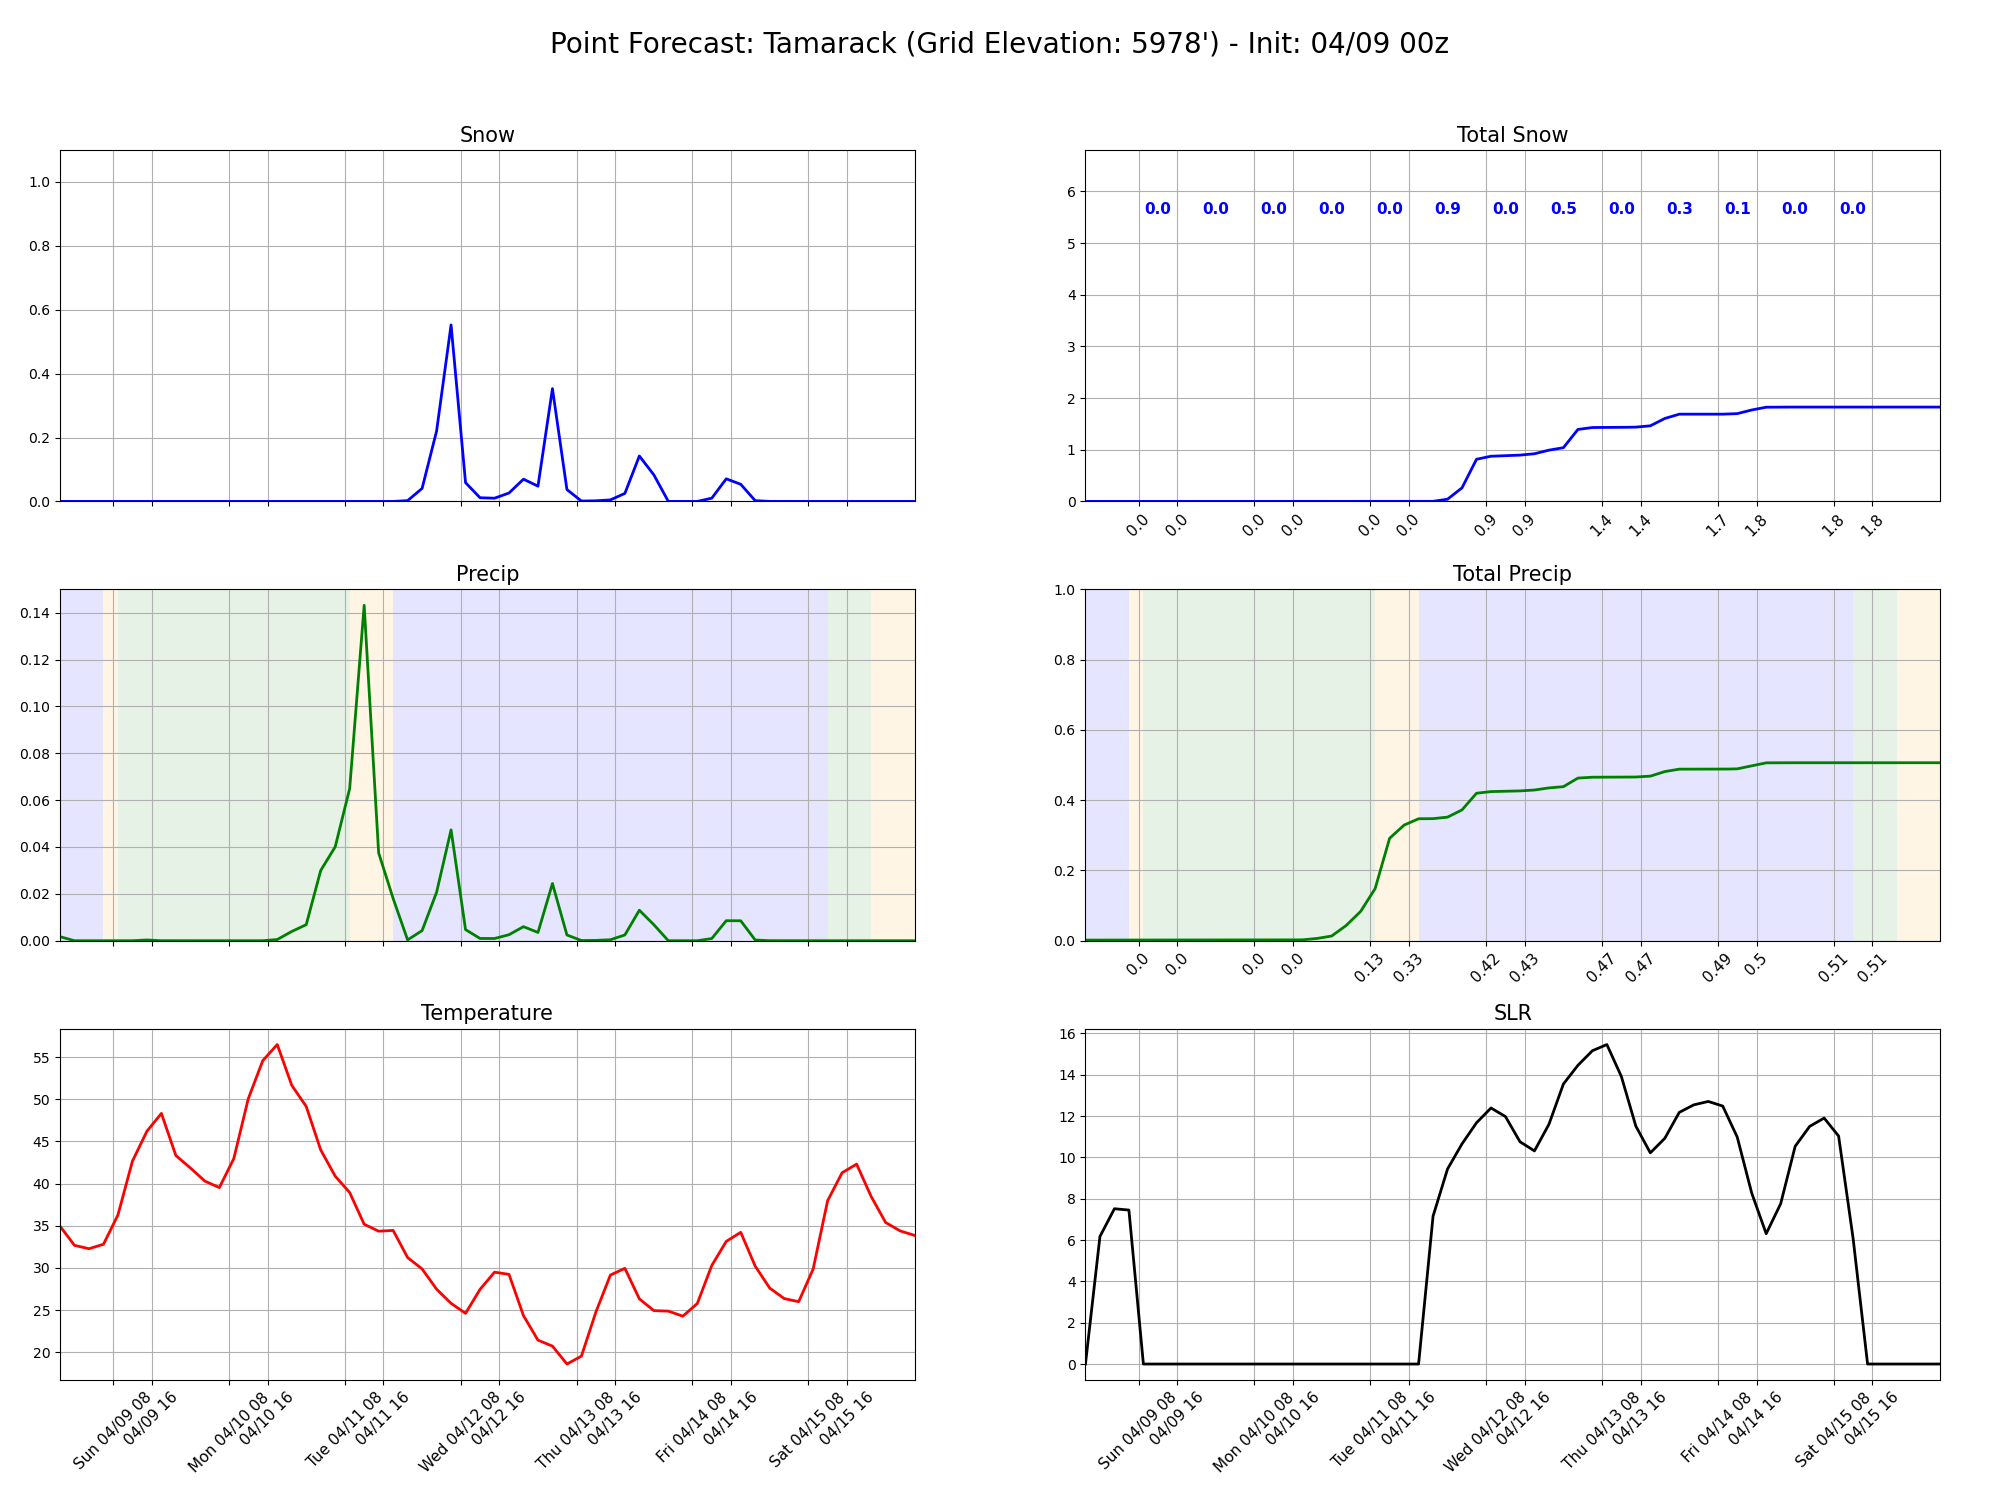 Point Forecast: Tamarack (Grid Elevation: 5978') - Init: 04/09 00z
Snow
1.0
0.8
0.6
0.4
0.2
0.0
Total Snow
6
5
4
3
2
1
0
0.0 0.0 0.0 0.0 0.0 0.9 0.0 0.5 0.0 0.3 0.1 0.0 0.0
0.0 0.0 0.0 0.0 0.0 0.0 0.9 0.9 1.4 1.4 1.7 1.8 1.8 1.8
Precip
0.14
0.12
0.10
0.08
0.06
0.04
0.02
0.00
Total Precip
1.0
0.8
0.6
0.4
0.2
0.0
0.0 0.0 0.0 0.0 0.13 0.33 0.42 0.43 0.47 0.47 0.49 0.5 0.51 0.51
Temperature
55
50
45
40
35
30
25
20
Sun 04/09 08
04/09 16
Mon 04/10 08
04/10 16
Tue 04/11 08
04/11 16
Wed 04/12 08
04/12 16
Thu 04/13 08
04/13 16
Fri 04/14 08
04/14 16
Sat 04/15 08
04/15 16
SLR
16
14
12
10
8
6
4
2
0
Sun 04/09 08
04/09 16
Mon 04/10 08
04/10 16
Tue 04/11 08
04/11 16
Wed 04/12 08
04/12 16
Thu 04/13 08
04/13 16
Fri 04/14 08
04/14 16
Sat 04/15 08
04/15 16